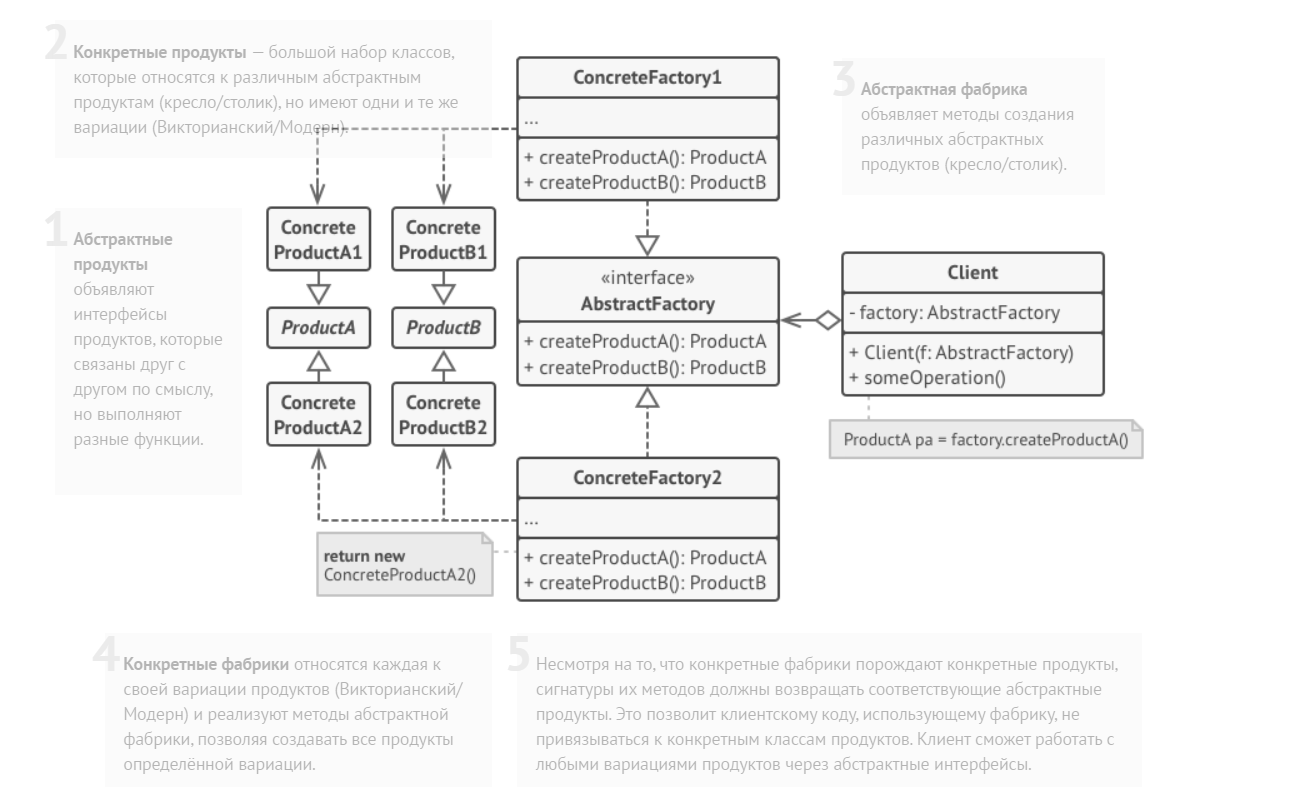 2
Конкретные продукты — большой набор классов,
которые относятся к различным абстрактным
продуктам (кресло/столик), но имеют одни и те же
вариации (Викторианский/Модерн).
ConcreteFactory1
...
+ createProductA(): ProductA
+ createProductB(): ProductB
3
Абстрактная фабрика
объявляет методы создания
различных абстрактных
продуктов (кресло/столик).
1
Абстрактные
продукты
объявляют
интерфейсы
продуктов, которые
связаны друг с
другом по смыслу,
но выполняют
разные функции.
Concrete
ProductA1
Concrete
ProductB1
ProductA
ProductB
Concrete
ProductA2
Concrete
ProductB2
«interface»
AbstractFactory
+ createProductA(): ProductA
+ createProductB(): ProductB
Client
- factory: AbstractFactory
+ Client(f: AbstractFactory)
+ someOperation()
ProductA pa = factory.createProductA()
ConcreteFactory2
...
+ createProductA(): ProductA
+ createProductB(): ProductB
return new
ConcreteProductA2()
4
Конкретные фабрики относятся каждая к
своей вариации продуктов (Викторианский/
Модерн) и реализуют методы абстрактной
фабрики, позволяя создавать все продукты
определённой вариации.
5
Несмотря на то, что конкретные фабрики порождают конкретные продукты,
сигнатуры их методов должны возвращать соответствующие абстрактные
продукты. Это позволит клиентскому коду, использующему фабрику, не
привязываться к конкретным классам продуктов. Клиент сможет работать с
любыми вариациями продуктов через абстрактные интерфейсы.